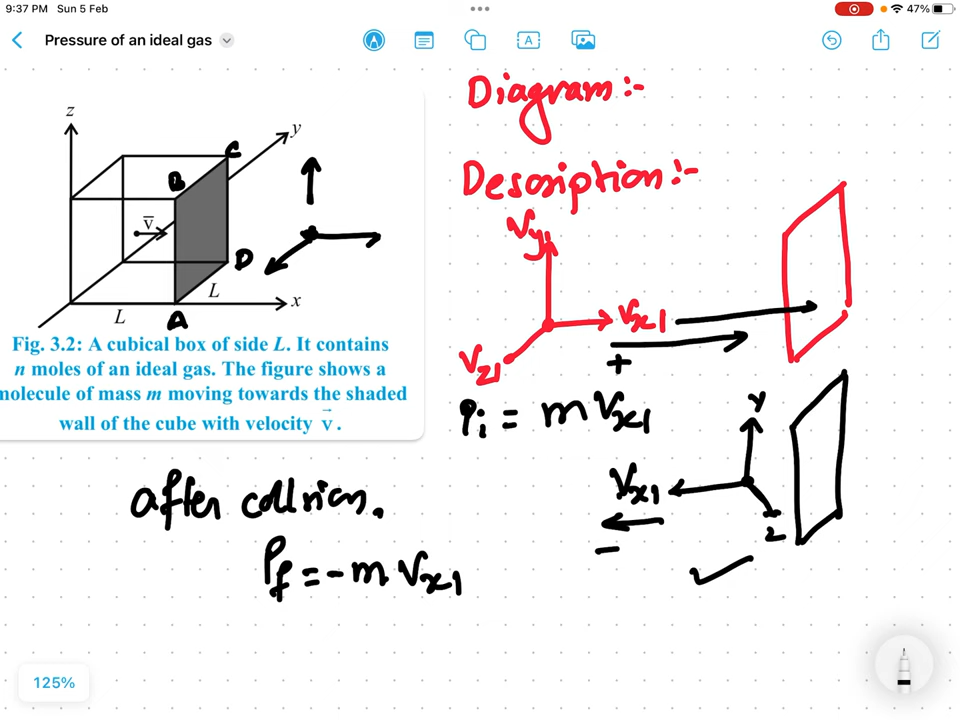 9:37 PM Sun 5 Feb
47%
Pressure of an ideal gas
A
z
y
C
B
v
D
L
x
L
A
Fig. 3.2: A cubical box of side L. It contains
n moles of an ideal gas. The figure shows a
molecule of mass m moving towards the shaded
wall of the cube with velocity v.
Diagram:-
Description:-
Vy1
Vx1
Vz1
+
Pi = m Vx1
y
Vx1
z
-
after collision.
Pf = -m Vx1
125%